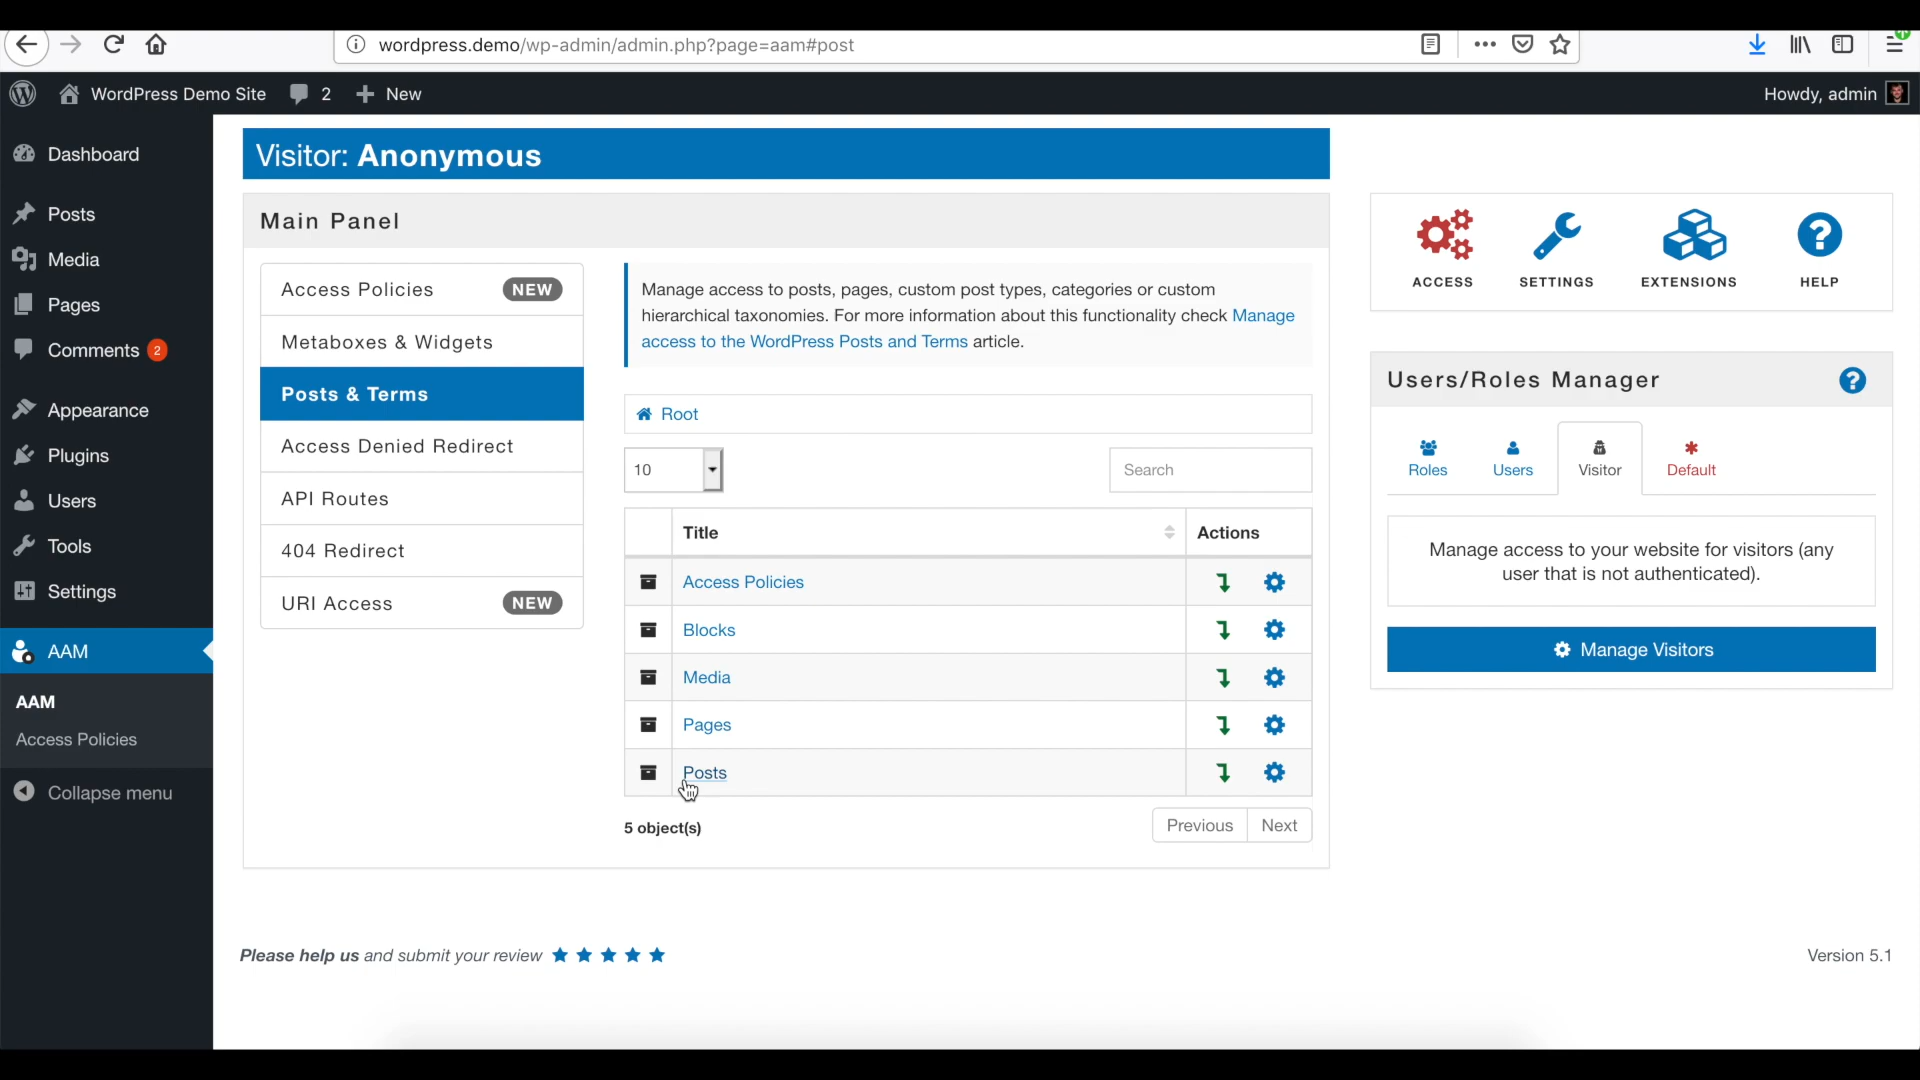 wordpress.demo/wp-admin/admin.php?page=aam#post
WordPress Demo Site 2 New Howdy, admin
Dashboard
Posts
Media
Pages
Comments 2
Appearance
Plugins
Users
Tools
Settings
AAM
AAM
Access Policies
Collapse menu
Visitor: Anonymous
Main Panel
Access Policies NEW
Metaboxes & Widgets
Posts & Terms
Access Denied Redirect
API Routes
404 Redirect
URI Access NEW
Manage access to posts, pages, custom post types, categories or custom
hierarchical taxonomies. For more information about this functionality check Manage
access to the WordPress Posts and Terms article.
Root
10 Search
Title Actions
Access Policies
Blocks
Media
Pages
Posts
5 object(s) Previous Next
ACCESS SETTINGS EXTENSIONS HELP
Users/Roles Manager
Roles Users Visitor Default
Manage access to your website for visitors (any
user that is not authenticated).
Manage Visitors
Please help us and submit your review
Version 5.1